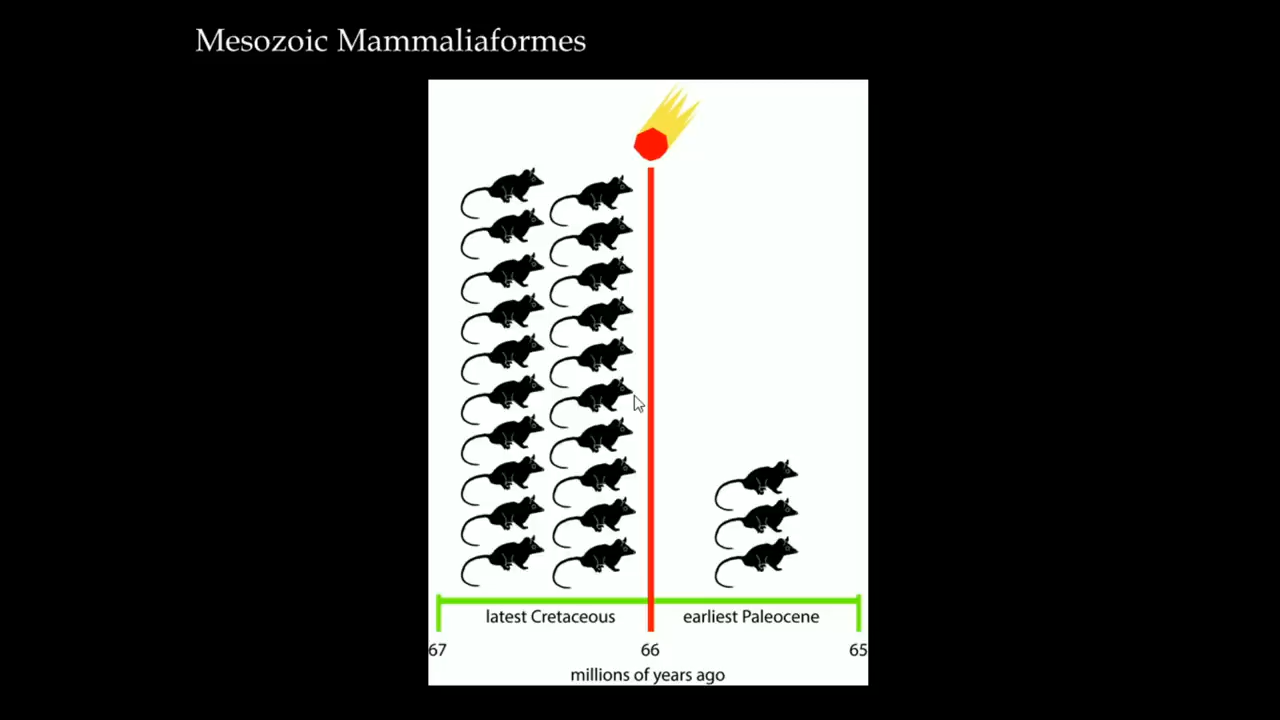 Mesozoic Mammaliaformes
latest Cretaceous
earliest Paleocene
67
66
65
millions of years ago